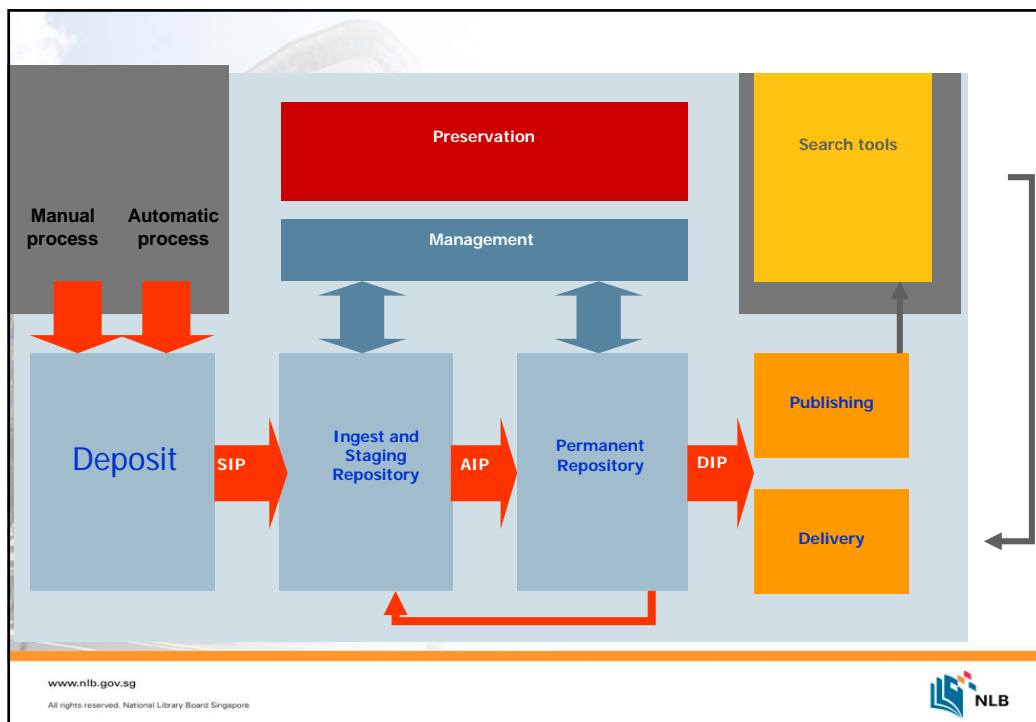 Preservation
Search tools
Manual
process
Automatic
process
Management
Deposit
SIP
Ingest and
Staging
Repository
AIP
Permanent
Repository
DIP
Publishing
Delivery
www.nlb.gov.sg
All rights reserved. National Library Board Singapore
NLB